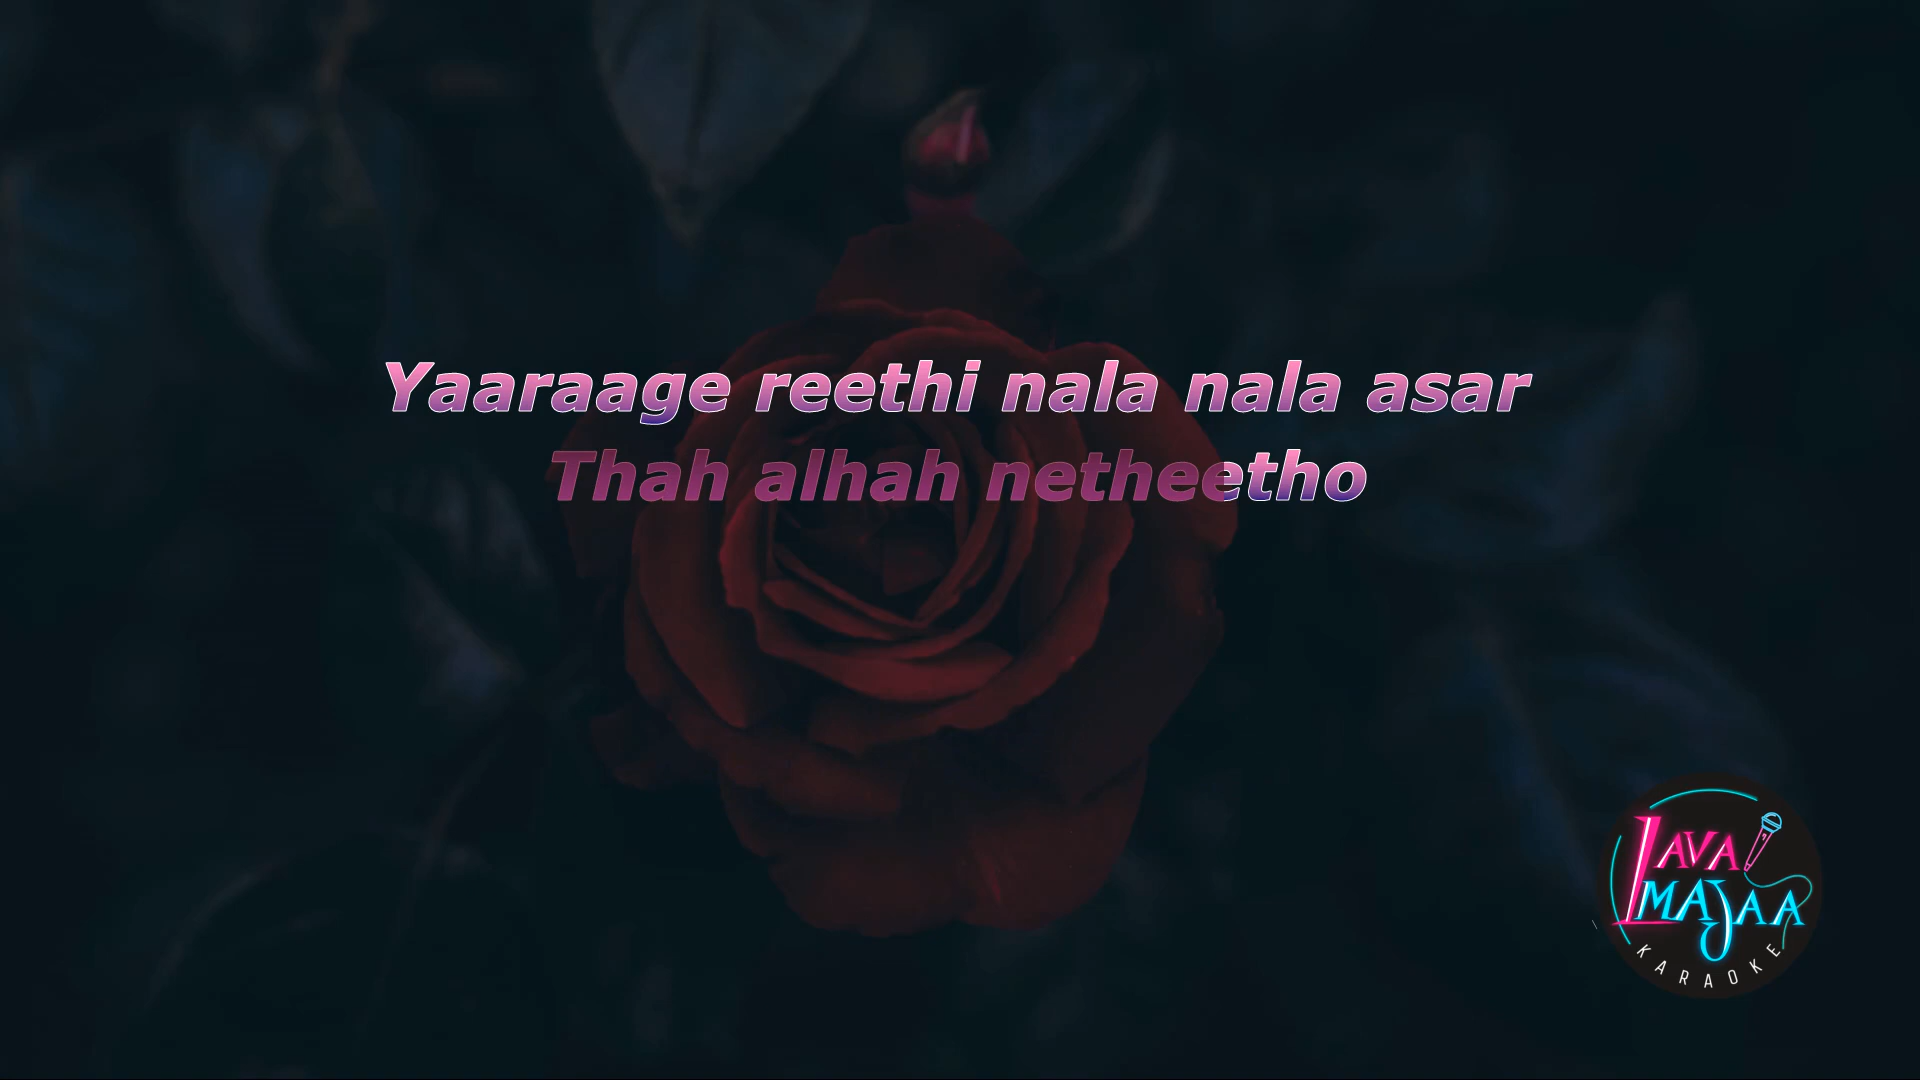 Yaaraage reethi nala nala asar
Thah alhah netheetho
LAVA
MAJAA
KARAOKE